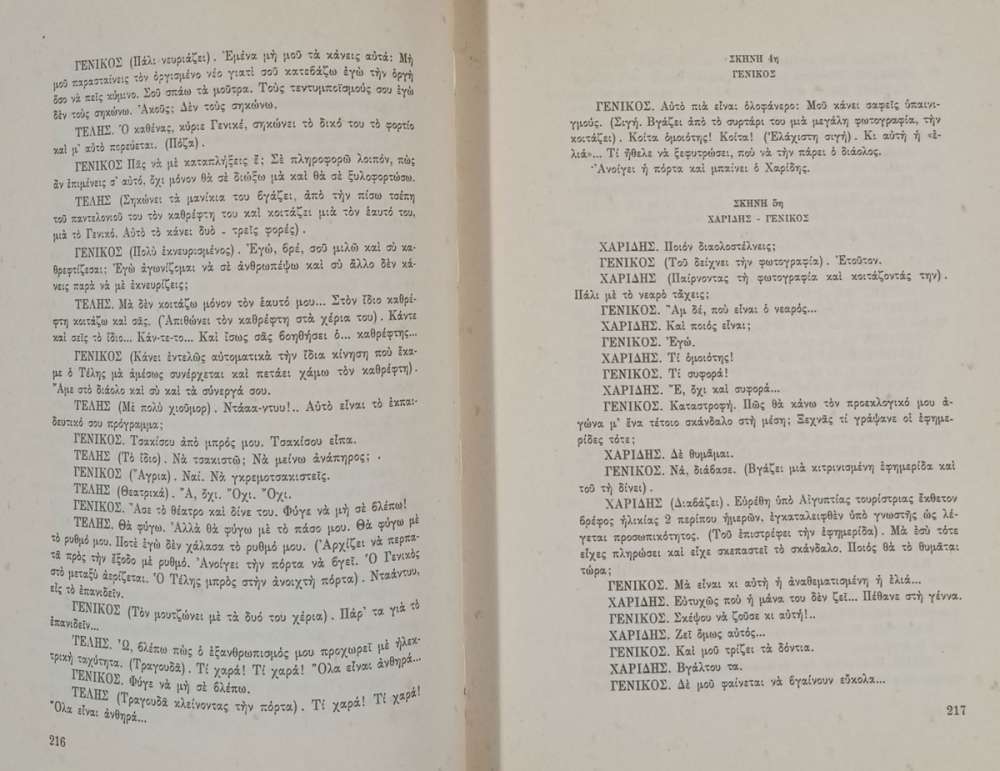 ΓΕΝΙΚΟΣ (Πάλι νευριάζει). Ἐμένα μὴ μοῦ τὰ κάνεις αὐτά: Μὴ
μοῦ παρασταίνεις τὸν ὀργισμένο νέο γιατὶ σοῦ κατεβάζω ἐγὼ τὴν ὀργὴ
ὅσο νὰ πεῖς κύμινο. Σοῦ σπάω τὰ μοῦτρα. Τοὺς τεντυμποϊσμούς σου ἐγὼ
δὲν τοὺς σηκώνω. Ἀκοῦς; Δὲν τοὺς σηκώνω.
ΤΕΛΗΣ. Ὁ καθένας, κύριε Γενικέ, σηκώνει τὸ δικό του τὸ φορτίο
καὶ μ' αὐτὸ πορεύεται. (Πόζα).
ΓΕΝΙΚΟΣ Πᾶς νὰ μὲ καταπλήξεις ἔ; Σὲ πληροφορῶ λοιπόν, πὼς
ἂν ἐπιμένεις σ' αὐτό, ὄχι μόνον θὰ σὲ διώξω μὰ καὶ θὰ σὲ ξυλοφορτώσω.
ΤΕΛΗΣ (Σηκώνει τὰ μανίκια του βγάζει, ἀπὸ τὴν πίσω τσέπη
τοῦ παντελονιοῦ του τὸν καθρέφτη του καὶ κοιτάζει μιὰ τὸν ἑαυτό του,
μιὰ τὸ Γενικό. Αὐτὸ τὸ κάνει δυὸ - τρεῖς φορές).
ΓΕΝΙΚΟΣ (Πολὺ ἐκνευρισμένος). Ἐγώ, βρέ, σοῦ μιλῶ καὶ σὺ κα-
θρεφτίζεσαι; Ἐγὼ ἀγωνίζομαι νὰ σὲ ἀνθρωπέψω καὶ σὺ ἄλλο δὲν κά-
νεις παρὰ νὰ μὲ ἐκνευρίζεις;
ΤΕΛΗΣ. Μὰ δὲν κοιτάζω μόνον τὸν ἑαυτό μου... Στὸν ἴδιο καθρέ-
φτη κοιτάζω καὶ σᾶς. (Ἀπιθώνει τὸν καθρέφτη στὰ χέρια του). Κάντε
καὶ σεῖς τὸ ἴδιο... Κάν-τε-το... Καὶ ἴσως σᾶς βοηθήσει ὁ... καθρέφτης...
ΓΕΝΙΚΟΣ (Κάνει ἐντελῶς αὐτοματικὰ τὴν ἴδια κίνηση ποὺ ἔκα-
με ὁ Τέλης μὰ ἀμέσως συνέρχεται καὶ πετάει χάμω τὸν καθρέφτη).
Ἄμε στὸ διάολο καὶ σὺ καὶ τὰ σύνεργά σου.
ΤΕΛΗΣ (Μὲ πολὺ χιοῦμορ). Ντάαα-ντυυ!.. Αὐτὸ εἶναι τὸ ἐκπαι-
δευτικό σου πρόγραμμα;
ΓΕΝΙΚΟΣ. Τσακίσου ἀπὸ μπρός μου. Τσακίσου εἶπα.
ΤΕΛΗΣ (Τὸ ἴδιο). Νὰ τσακιστῶ; Νὰ μείνω ἀνάπηρος;
ΓΕΝΙΚΟΣ (Ἄγρια). Ναί. Νὰ γκρεμοτσακιστεῖς.
ΤΕΛΗΣ (Θεατρικά). Ἄ, ὄχι. Ὄχι. Ὄχι.
ΓΕΝΙΚΟΣ. Ἄσε τὸ θέατρο καὶ δίνε του. Φύγε νὰ μὴ σὲ βλέπω!
ΤΕΛΗΣ. Θὰ φύγω. Ἀλλὰ θὰ φύγω μὲ τὸ πάσο μου. Θὰ φύγω μὲ
τὸ ρυθμό μου. Ποτὲ ἐγὼ δὲν χάλασα τὸ ρυθμό μου. (Ἀρχίζει νὰ περπα-
τᾶ πρὸς τὴν ἔξοδο μὲ ρυθμό. Ἀνοίγει τὴν πόρτα νὰ βγεῖ. Ὁ Γενικὸς
στὸ μεταξὺ ἀερίζεται. Ὁ Τέλης μπρὸς στὴν ἀνοιχτὴ πόρτα). Νταάντυυ,
εἰς τὸ ἐπανιδεῖν.
ΓΕΝΙΚΟΣ (Τὸν μουτζώνει μὲ τὰ δυό του χέρια). Πάρ' τα γιὰ τὸ
ἐπανιδεῖν...
ΤΕΛΗΣ. Ὤ, βλέπω πὼς ὁ ἐξανθρωπισμός μου προχωρεῖ μὲ ἠλεκ-
τρικὴ ταχύτητα. (Τραγουδᾶ). Τί χαρά! Τί χαρά! Ὅλα εἶναι ἀνθηρά...
ΓΕΝΙΚΟΣ. Φύγε νὰ μὴ σὲ βλέπω.
ΤΕΛΗΣ (Τραγουδᾶ κλείνοντας τὴν πόρτα). Τί χαρά! Τί χαρά!
Ὅλα εἶναι ἀνθηρά...
216
ΣΚΗΝΗ 4η
ΓΕΝΙΚΟΣ
ΓΕΝΙΚΟΣ. Αὐτὸ πιὰ εἶναι ὁλοφάνερο: Μοῦ κάνει σαφεῖς ὑπαινι-
γμούς. (Σιγή. Βγάζει ἀπὸ τὸ συρτάρι του μιὰ μεγάλη φωτογραφία, τὴν
κοιτάζει). Κοίτα ὁμοιότης! Κοίτα! (Ἐλάχιστη σιγή). Κι αὐτὴ ἡ «ἐ-
λιά»... Τί ἤθελε νὰ ξεφυτρώσει, ποὺ νὰ τὴν πάρει ὁ διάολος.
Ἀνοίγει ἡ πόρτα καὶ μπαίνει ὁ Χαρίδης.
ΣΚΗΝΗ 5η
ΧΑΡΙΔΗΣ - ΓΕΝΙΚΟΣ
ΧΑΡΙΔΗΣ. Ποιόν διαολοστέλνεις;
ΓΕΝΙΚΟΣ (Τοῦ δείχνει τὴν φωτογραφία). Ἐτοῦτον.
ΧΑΡΙΔΗΣ (Παίρνοντας τὴ φωτογραφία καὶ κοιτάζοντάς την).
Πάλι μὲ τὸ νεαρὸ τἄχεις;
ΓΕΝΙΚΟΣ. Ἂμ δέ, ποὺ εἶναι ὁ νεαρός...
ΧΑΡΙΔΗΣ. Καὶ ποιός εἶναι;
ΓΕΝΙΚΟΣ. Ἐγώ.
ΧΑΡΙΔΗΣ. Τί ὁμοιότης!
ΓΕΝΙΚΟΣ. Τί συφορά!
ΧΑΡΙΔΗΣ. Ἔ, ὄχι καὶ συφορά...
ΓΕΝΙΚΟΣ. Καταστροφή. Πῶς θὰ κάνω τὸν προεκλογικό μου ἀ-
γώνα μ' ἕνα τέτοιο σκάνδαλο στὴ μέση; Ξεχνᾶς τί γράψανε οἱ ἐφημε-
ρίδες τότε;
ΧΑΡΙΔΗΣ. Δὲ θυμᾶμαι.
ΓΕΝΙΚΟΣ. Νά, διάβασε. (Βγάζει μιὰ κιτρινισμένη ἐφημερίδα καὶ
τοῦ τὴ δίνει).
ΧΑΡΙΔΗΣ (Διαβάζει). Εὑρέθη ὑπὸ Αἰγυπτίας τουρίστριας ἔκθετον
βρέφος ἡλικίας 2 περίπου ἡμερῶν, ἐγκαταλειφθὲν ὑπὸ γνωστῆς ὡς λέ-
γεται προσωπικότητος. (Τοῦ ἐπιστρέφει τὴν ἐφημερίδα). Μὰ ἐσὺ τότε
εἶχες πληρώσει καὶ εἶχε σκεπαστεῖ τὸ σκάνδαλο. Ποιὸς θὰ τὸ θυμᾶται
τώρα;
ΓΕΝΙΚΟΣ. Μὰ εἶναι κι αὐτὴ ἡ ἀναθεματισμένη ἡ ἐλιά...
ΧΑΡΙΔΗΣ. Εὐτυχῶς ποὺ ἡ μάνα του δὲν ζεῖ... Πέθανε στὴ γέννα.
ΓΕΝΙΚΟΣ. Σκέψου νὰ ζοῦσε κι αὐτή!..
ΧΑΡΙΔΗΣ. Ζεῖ ὅμως αὐτός...
ΓΕΝΙΚΟΣ. Καὶ μοῦ τρίζει τὰ δόντια.
ΧΑΡΙΔΗΣ. Βγάλτου τα.
ΓΕΝΙΚΟΣ. Δὲ μοῦ φαίνεται νὰ βγαίνουν εὔκολα...
217